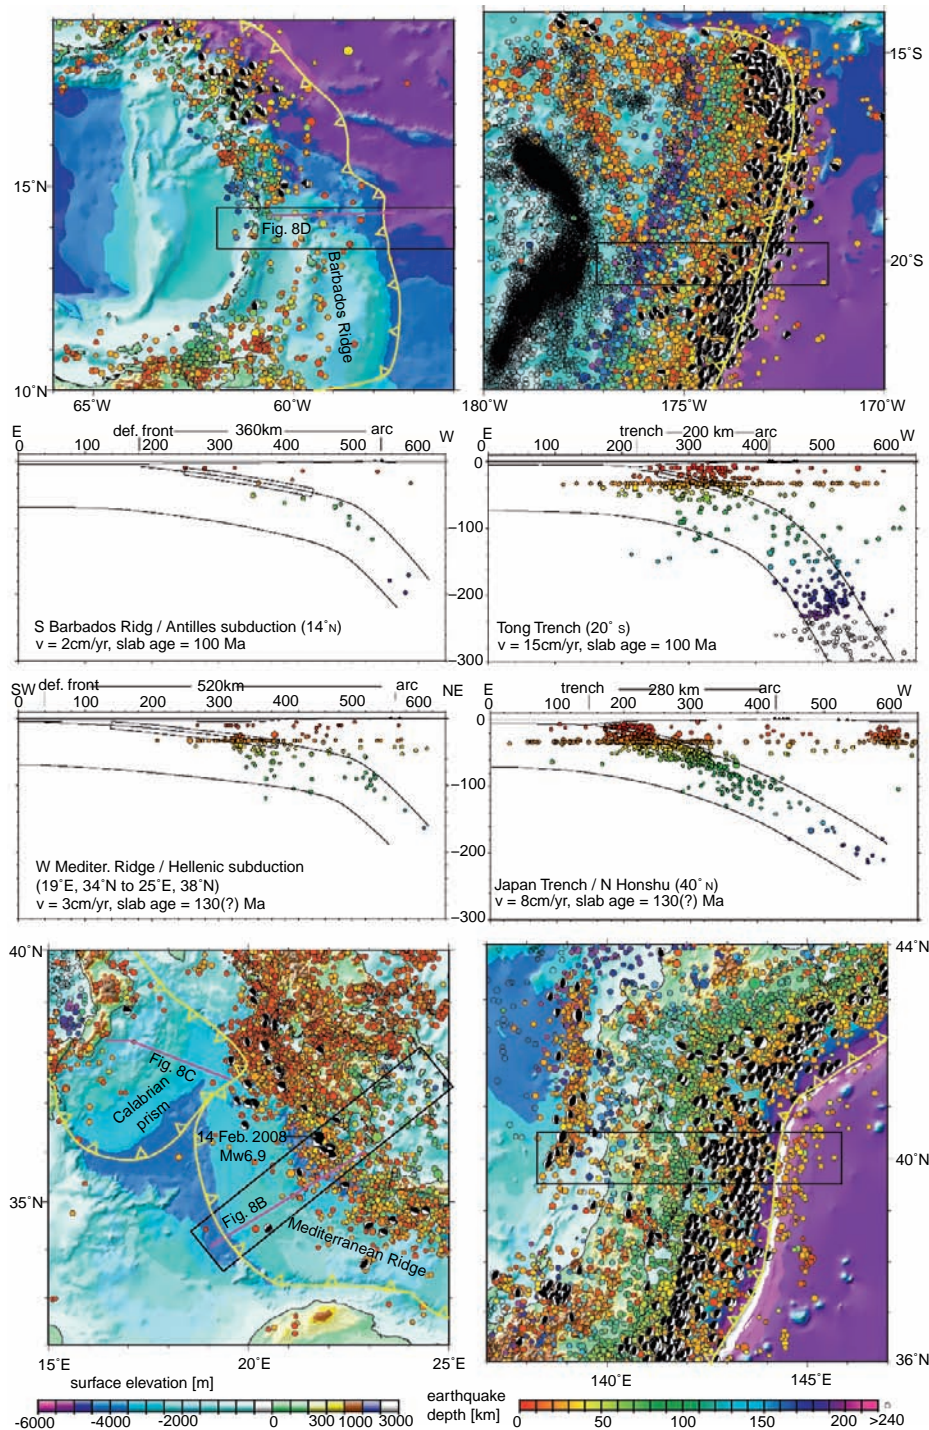 15°N
10°N
65°W
60°W
Fig. 8D
Barbados Ridge
15°S
20°S
180°W
175°W
170°W
E def. front 360km arc W
0 100 200 300 400 500 600
S Barbados Ridg / Antilles subduction (14°N)
v = 2cm/yr, slab age = 100 Ma
E trench 200 km arc W
0 100 200 300 400 500 600
0
–100
–200
–300
Tong Trench (20° S)
v = 15cm/yr, slab age = 100 Ma
SW def. front 520km arc NE
0 100 200 300 400 500 600
W Mediter. Ridge / Hellenic subduction
(19°E, 34°N to 25°E, 38°N)
v = 3cm/yr, slab age = 130(?) Ma
E trench 280 km arc W
0 100 200 300 400 500 600
0
–100
–200
–300
Japan Trench / N Honshu (40°N)
v = 8cm/yr, slab age = 130(?) Ma
40°N
35°N
15°E
20°E
25°E
Fig. 8C
Calabrian
prism
14 Feb. 2008
Mw6.9
Fig. 8B
Mediterranean Ridge
44°N
40°N
36°N
140°E
145°E
surface elevation [m]
-6000 -4000 -2000 0 300 1000 3000
earthquake
depth [km]
0 50 100 150 200 >240